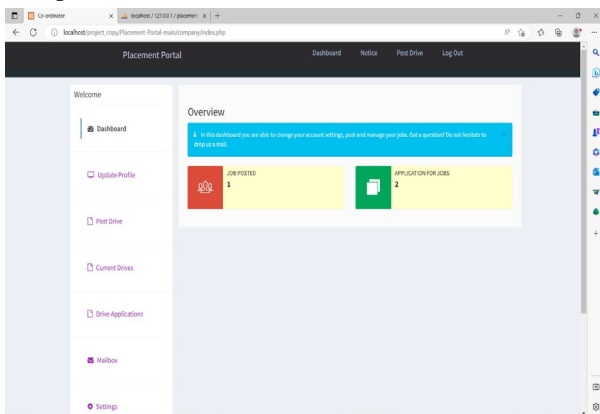 Co-ordinator
localhost / 127.0.0.1 / placement
localhost/project_copy/Placement-Portal-main/company/index.php
Placement Portal
Dashboard Notice Post Drive Log Out
Welcome
Dashboard
Update Profile
Post Drive
Current Drives
Drive Applications
Mailbox
Settings
Overview
In this dashboard you are able to change your account settings, post and manage your jobs. Got a question? Do not hesitate to
drop us a mail.
JOB POSTED
1
APPLICATION FOR JOBS
2